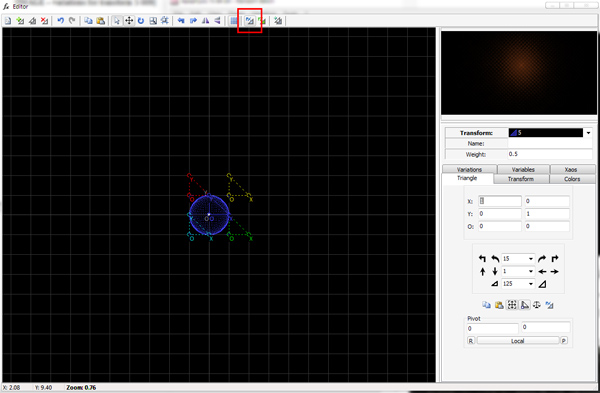 Editor
Transform: 5
Name:
Weight: 0.5
Variations Variables Xaos
Triangle Transform Colors
X: 0
Y: 0 1
O: 0 0
15
1
125
Pivot
0 0
R Local P
X: 2.08 Y: 9.40 Zoom: 0.76